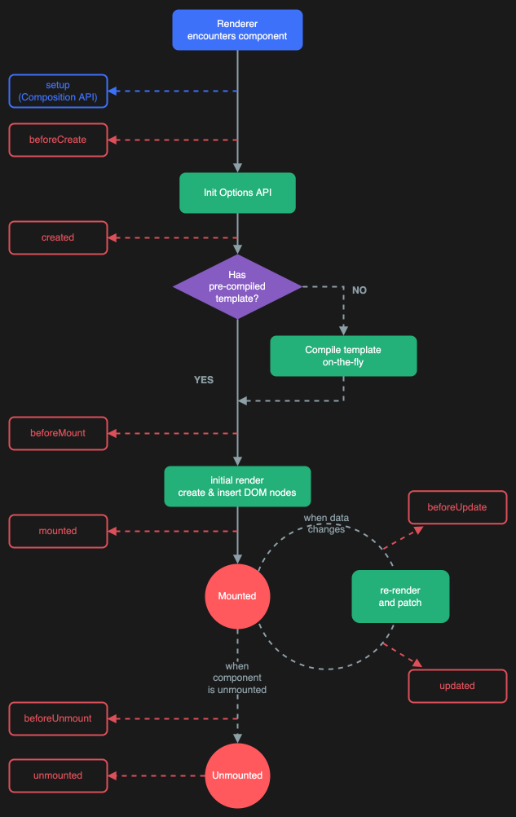 Renderer
encounters component
setup
(Composition API)
beforeCreate
Init Options API
created
Has
pre-compiled
template?
NO
Compile template
on-the-fly
YES
beforeMount
initial render
create & insert DOM nodes
mounted
when data
changes
beforeUpdate
Mounted
re-render
and patch
when
component
is unmounted
updated
beforeUnmount
unmounted
Unmounted